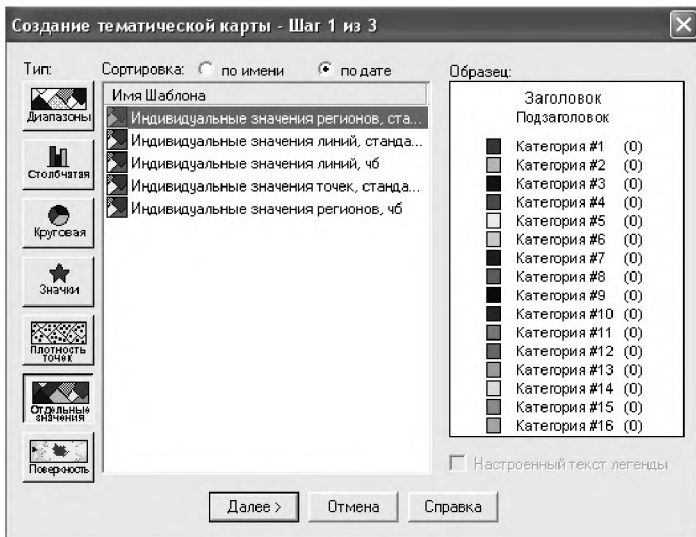 Создание тематической карты - Шаг 1 из 3
Тип:
Диапазоны
Столбчатая
Круговая
Значки
Плотность точек
Отдельные значения
Поверхность
Сортировка: по имени по дате
Имя Шаблона
Индивидуальные значения регионов, ста...
Индивидуальные значения линий, станда...
Индивидуальные значения линий, чб
Индивидуальные значения точек, станда...
Индивидуальные значения регионов, чб
Образец:
Заголовок
Подзаголовок
Категория #1 (0)
Категория #2 (0)
Категория #3 (0)
Категория #4 (0)
Категория #5 (0)
Категория #6 (0)
Категория #7 (0)
Категория #8 (0)
Категория #9 (0)
Категория #10 (0)
Категория #11 (0)
Категория #12 (0)
Категория #13 (0)
Категория #14 (0)
Категория #15 (0)
Категория #16 (0)
Настроенный текст легенды
Далее > Отмена Справка